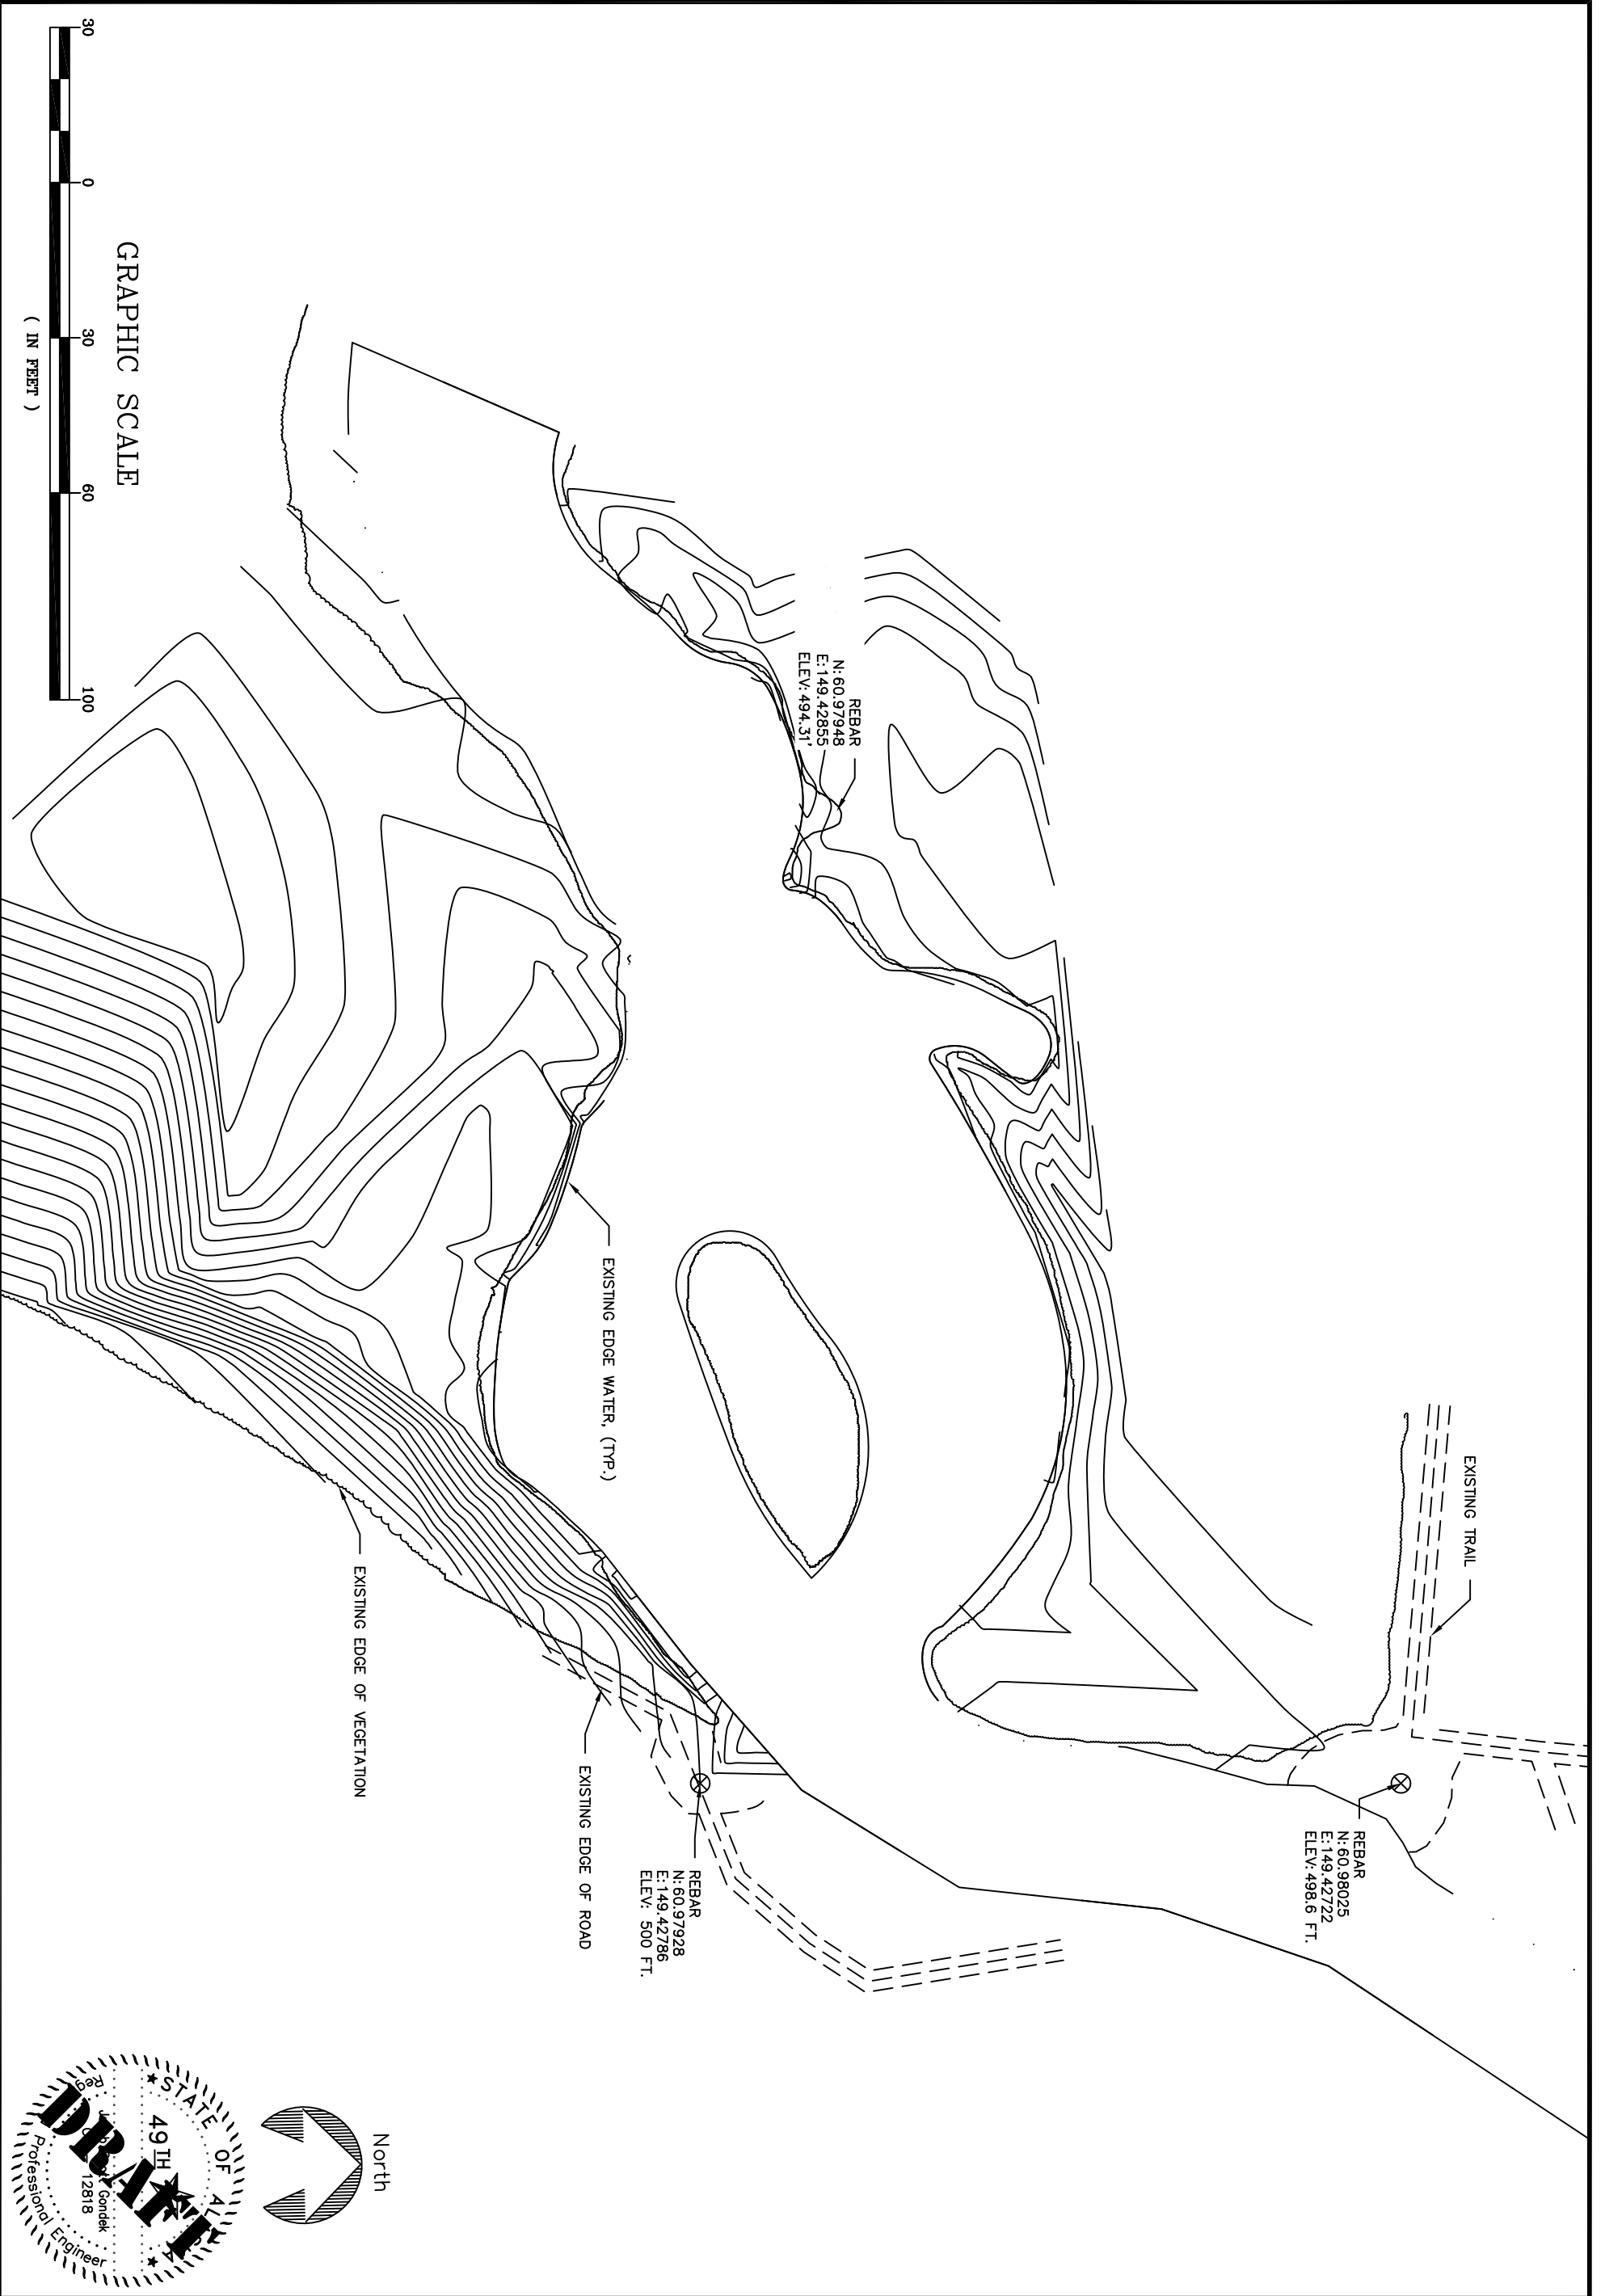 EXISTING TRAIL
REBAR
N:60.98025
E:149.42722
ELEV: 498.6 FT.
REBAR
N:60.97948
E:149.42855
ELEV: 494.31'
REBAR
N:60.97928
E:149.42786
ELEV: 500 FT.
EXISTING EDGE WATER, (TYP.)
EXISTING EDGE OF ROAD
EXISTING EDGE OF VEGETATION
North
GRAPHIC SCALE
30 0 30 60 100
( IN FEET )
STATE OF
49TH
Gondek
12818
Professional Engineer
DRAFT